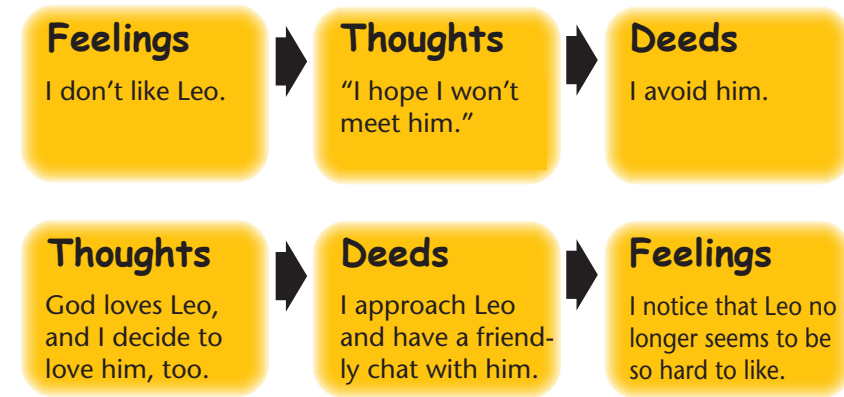 Feelings
I don't like Leo.
Thoughts
"I hope I won't
meet him."
Deeds
I avoid him.
Thoughts
God loves Leo,
and I decide to
love him, too.
Deeds
I approach Leo
and have a friend-
ly chat with him.
Feelings
I notice that Leo no
longer seems to be
so hard to like.